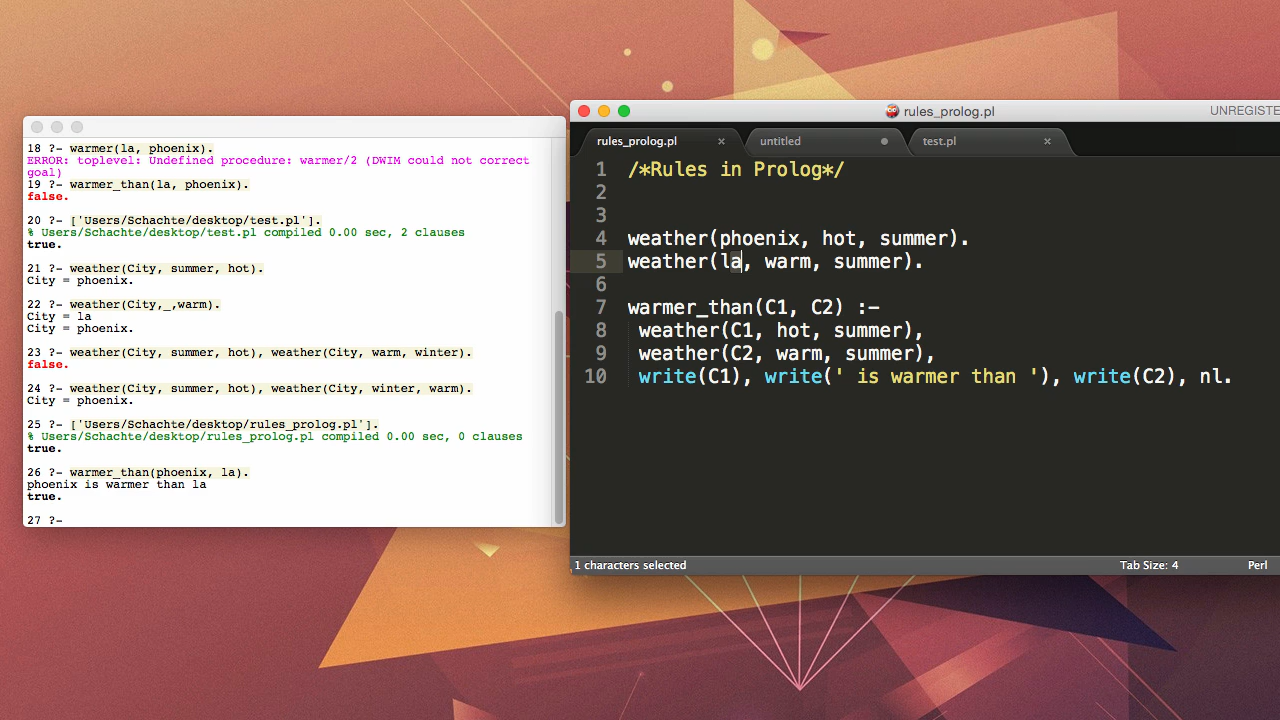 18 ?- warmer(la, phoenix).
ERROR: toplevel: Undefined procedure: warmer/2 (DWIM could not correct
goal)
19 ?- warmer_than(la, phoenix).
false.
20 ?- ['Users/Schachte/desktop/test.pl'].
% Users/Schachte/desktop/test.pl compiled 0.00 sec, 2 clauses
true.
21 ?- weather(City, summer, hot).
City = phoenix.
22 ?- weather(City,_,warm).
City = la
City = phoenix.
23 ?- weather(City, summer, hot), weather(City, warm, winter).
false.
24 ?- weather(City, summer, hot), weather(City, winter, warm).
City = phoenix.
25 ?- ['Users/Schachte/desktop/rules_prolog.pl'].
% Users/Schachte/desktop/rules_prolog.pl compiled 0.00 sec, 0 clauses
true.
26 ?- warmer_than(phoenix, la).
phoenix is warmer than la
true.
27 ?-
rules_prolog.pl UNREGISTE
rules_prolog.pl × untitled test.pl ×
1 /*Rules in Prolog*/
2
3
4 weather(phoenix, hot, summer).
5 weather(la, warm, summer).
6
7 warmer_than(C1, C2) :-
8 weather(C1, hot, summer),
9 weather(C2, warm, summer),
10 write(C1), write(' is warmer than '), write(C2), nl.
1 characters selected Tab Size: 4 Perl